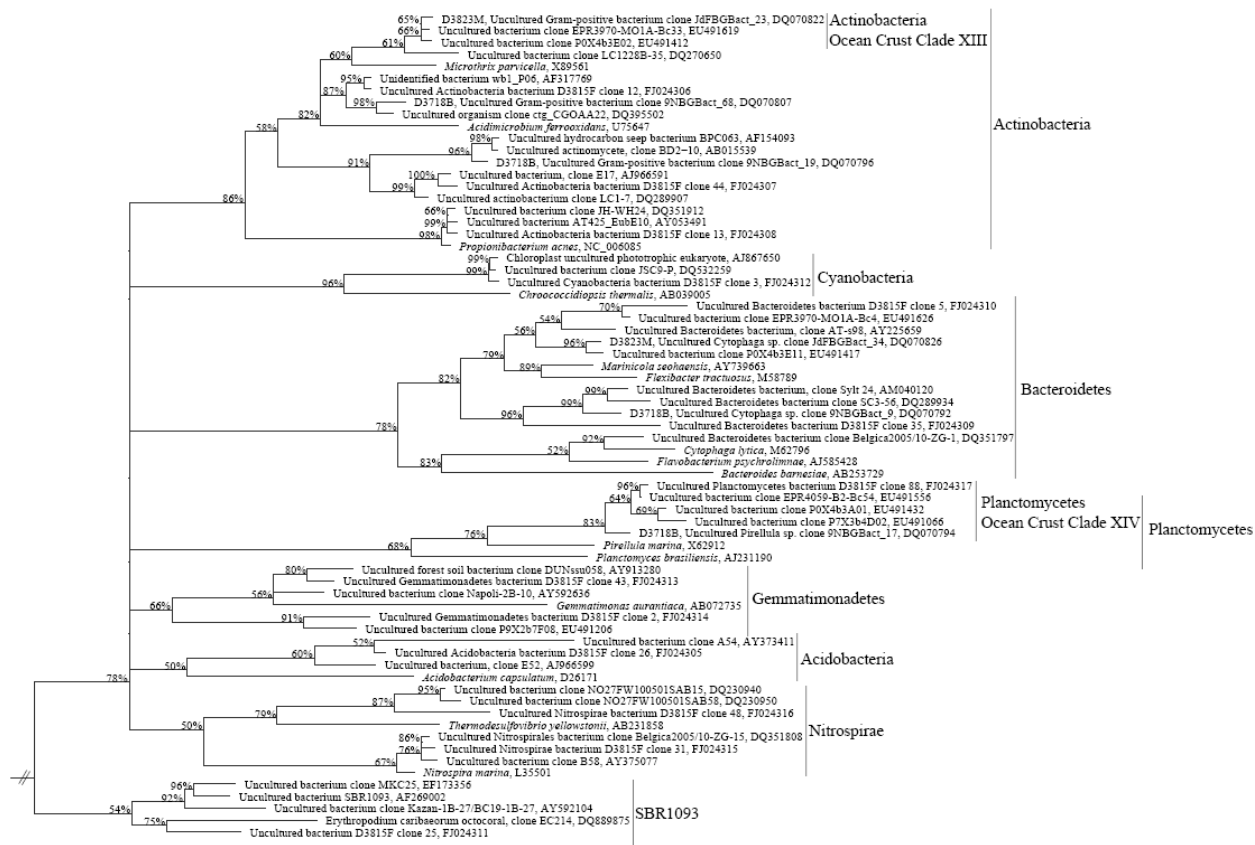 65% D3823M, Uncultured Gram-positive bacterium clone JdFBGBact_23, DQ070822
66% Uncultured bacterium clone EPR3970-MO1A-Bc33, EU491619
61% Uncultured bacterium clone P0X4b3E02, EU491412
Actinobacteria
Ocean Crust Clade XIII
60% Uncultured bacterium clone LC1228B-35, DQ270650
Microthrix parvicella, X89561
95% Unidentified bacterium wb1_P06, AF317769
87% Uncultured Actinobacteria bacterium D3815F clone 12, FJ024306
98% D3718B, Uncultured Gram-positive bacterium clone 9NBGBact_68, DQ070807
82% Uncultured organism clone ctg_CGOAA22, DQ395502
58% Acidimicrobium ferrooxidans, U75647
Actinobacteria
98% Uncultured hydrocarbon seep bacterium BPC063, AF154093
96% Uncultured actinomycete, clone BD2-10, AB015539
91% D3718B, Uncultured Gram-positive bacterium clone 9NBGBact_19, DQ070796
100% Uncultured bacterium, clone E17, AJ966591
99% Uncultured Actinobacteria bacterium D3815F clone 44, FJ024307
86% Uncultured actinobacterium clone LC1-7, DQ289907
66% Uncultured bacterium clone JH-WH24, DQ351912
99% Uncultured bacterium AT425_EubE10, AY053491
98% Uncultured Actinobacteria bacterium D3815F clone 13, FJ024308
Propionibacterium acnes, NC_006085
99% Chloroplast uncultured phototrophic eukaryote, AJ867650
99% Uncultured bacterium clone JSC9-P, DQ532259
96% Uncultured Cyanobacteria bacterium D3815F clone 3, FJ024312
Chroococcidiopsis thermalis, AB039005
Cyanobacteria
70% Uncultured Bacteroidetes bacterium D3815F clone 5, FJ024310
54% Uncultured bacterium clone EPR3970-MO1A-Bc4, EU491626
56% Uncultured Bacteroidetes bacterium, clone AT-s98, AY225659
96% D3823M, Uncultured Cytophaga sp. clone JdFBGBact_34, DQ070826
79% Uncultured bacterium clone P0X4b3E11, EU491417
89% Marinicola seohaensis, AY739663
82% Flexibacter tractuosus, M58789
99% Uncultured Bacteroidetes bacterium, clone Sylt 24, AM040120
99% Uncultured Bacteroidetes bacterium clone SC3-56, DQ289934
96% D3718B, Uncultured Cytophaga sp. clone 9NBGBact_9, DQ070792
78% Uncultured Bacteroidetes bacterium D3815F clone 35, FJ024309
92% Uncultured Bacteroidetes bacterium clone Belgica2005/10-ZG-1, DQ351797
52% Cytophaga lytica, M62796
83% Flavobacterium psychrolimnae, AJ585428
Bacteroides barnesiae, AB253729
Bacteroidetes
96% Uncultured Planctomycetes bacterium D3815F clone 88, FJ024317
64% Uncultured bacterium clone EPR4059-B2-Bc54, EU491556
69% Uncultured bacterium clone P0X4b3A01, EU491432
83% Uncultured bacterium clone P7X3b4D02, EU491066
76% D3718B, Uncultured Pirellula sp. clone 9NBGBact_17, DQ070794
68% Pirellula marina, X62912
Planctomyces brasiliensis, AJ231190
Planctomycetes
Ocean Crust Clade XIV
Planctomycetes
80% Uncultured forest soil bacterium clone DUNssu058, AY913280
Uncultured Gemmatimonadetes bacterium D3815F clone 43, FJ024313
56% Uncultured bacterium clone Napoli-2B-10, AY592636
66% Gemmatimonas aurantiaca, AB072735
91% Uncultured Gemmatimonadetes bacterium D3815F clone 2, FJ024314
Uncultured bacterium clone P9X2b7F08, EU491206
Gemmatimonadetes
52% Uncultured bacterium clone A54, AY373411
60% Uncultured Acidobacteria bacterium D3815F clone 26, FJ024305
50% Uncultured bacterium, clone E52, AJ966599
78% Acidobacterium capsulatum, D26171
Acidobacteria
95% Uncultured bacterium clone NO27FW100501SAB15, DQ230940
87% Uncultured bacterium clone NO27FW100501SAB58, DQ230950
79% Uncultured Nitrospirae bacterium D3815F clone 48, FJ024316
50% Thermodesulfovibrio yellowstonii, AB231858
86% Uncultured Nitrospirales bacterium clone Belgica2005/10-ZG-15, DQ351808
76% Uncultured Nitrospirae bacterium D3815F clone 31, FJ024315
67% Uncultured bacterium clone B58, AY375077
Nitrospira marina, L35501
Nitrospirae
96% Uncultured bacterium clone MKC25, EF173356
92% Uncultured bacterium SBR1093, AF269002
54% Uncultured bacterium clone Kazan-1B-27/BC19-1B-27, AY592104
75% Erythropodium caribaeorum octocoral, clone EC214, DQ889875
Uncultured bacterium D3815F clone 25, FJ024311
SBR1093